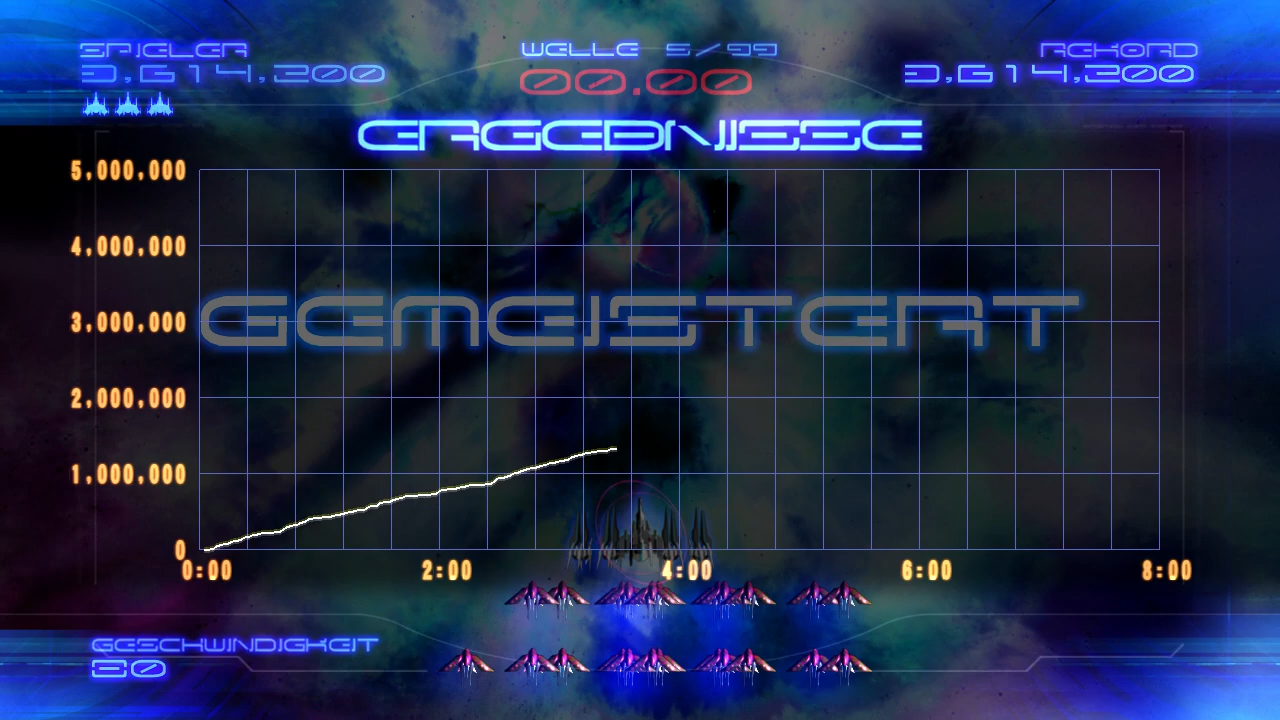 SPIELER
3,614,200
WELLE 5/99
00.00
REKORD
3,614,200
ERGEBNISSE
5,000,000
4,000,000
GEMEISTERT
3,000,000
2,000,000
1,000,000
0
0:00 2:00 4:00 6:00 8:00
GESCHWINDIGKEIT
30